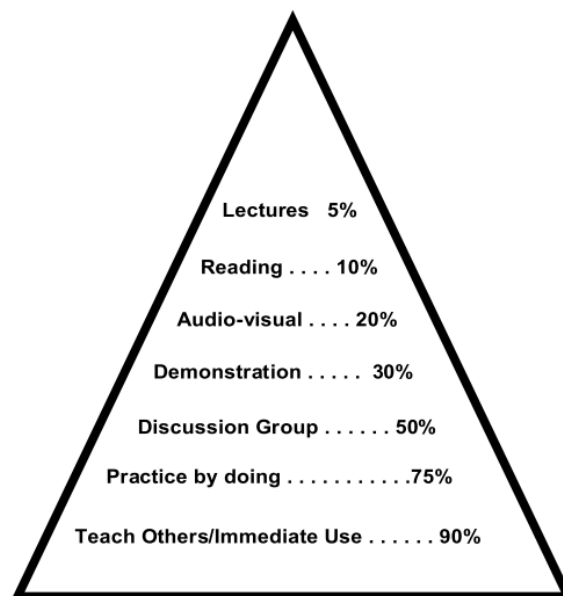 Lectures 5%
Reading . . . . 10%
Audio-visual . . . . 20%
Demonstration . . . . . 30%
Discussion Group . . . . . . 50%
Practice by doing . . . . . . . . . . .75%
Teach Others/Immediate Use . . . . . . 90%